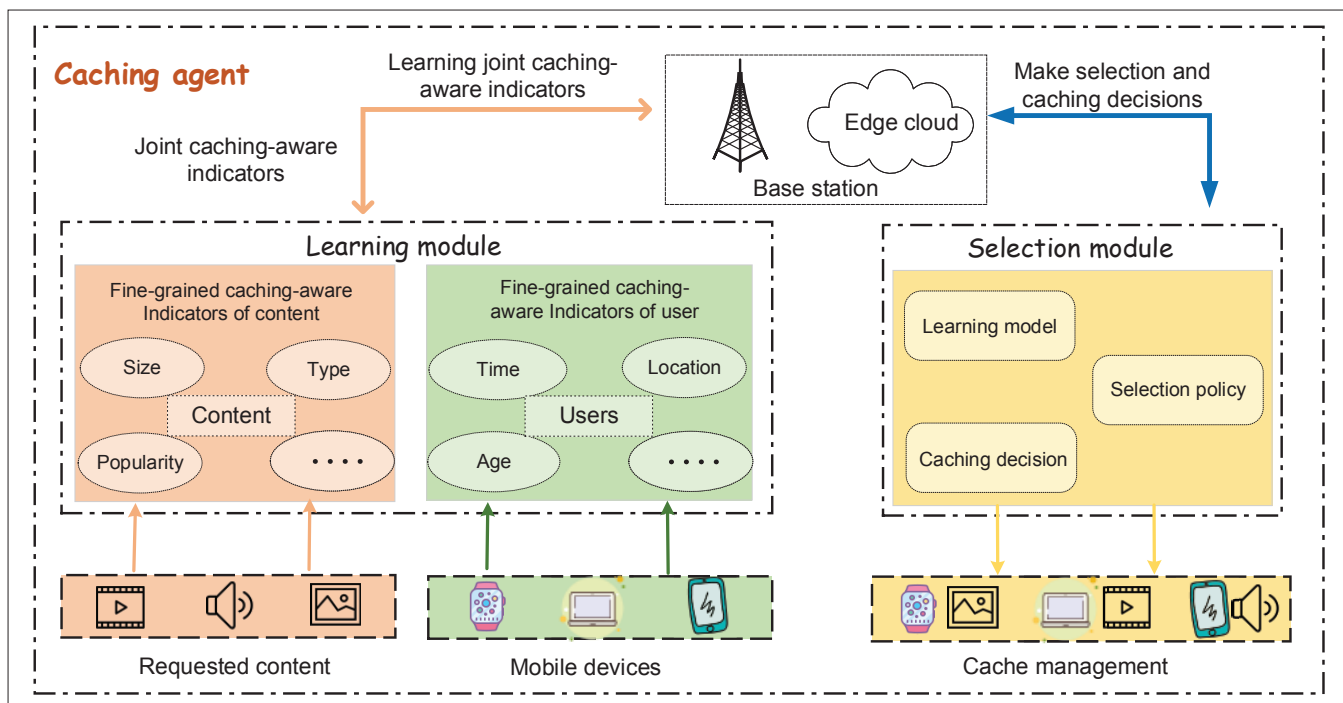 Caching agent
Learning joint caching-
aware indicators
Joint caching-aware
indicators
Edge cloud
Base station
Make selection and
caching decisions
Learning module
Fine-grained caching-aware
Indicators of content
Size
Type
Content
Popularity
....
Fine-grained caching-
aware Indicators of user
Time
Location
Users
Age
....
Selection module
Learning model
Selection policy
Caching decision
Requested content
Mobile devices
Cache management